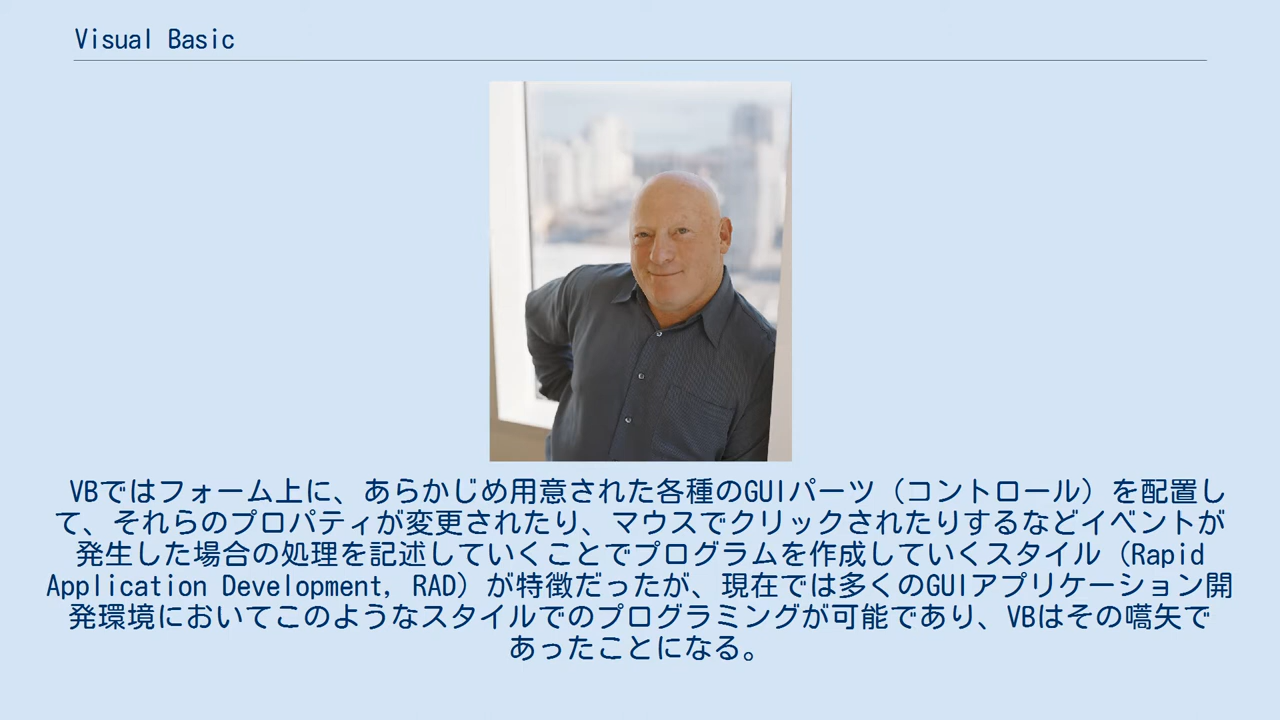 Visual Basic
VBではフォーム上に、あらかじめ用意された各種のGUIパーツ（コントロール）を配置し
て、それらのプロパティが変更されたり、マウスでクリックされたりするなどイベントが
発生した場合の処理を記述していくことでプログラムを作成していくスタイル（Rapid
Application Development, RAD）が特徴だったが、現在では多くのGUIアプリケーション開
発環境においてこのようなスタイルでのプログラミングが可能であり、VBはその嚆矢で
あったことになる。